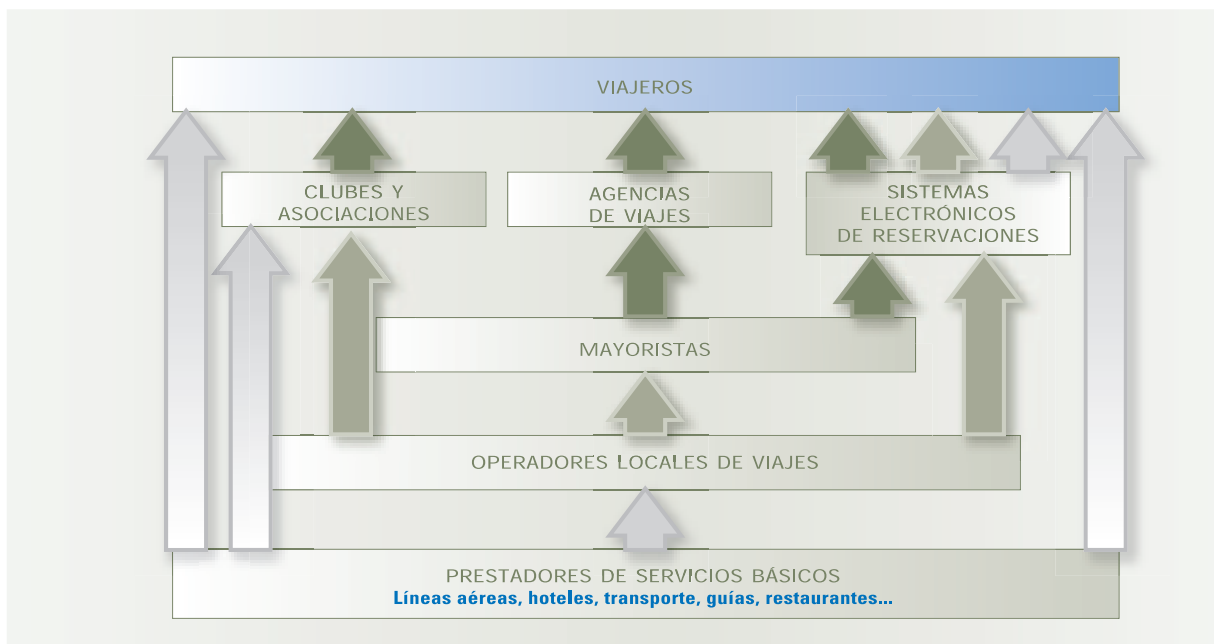 VIAJEROS
CLUBES Y
ASOCIACIONES
AGENCIAS
DE VIAJES
SISTEMAS
ELECTRÓNICOS
DE RESERVACIONES
MAYORISTAS
OPERADORES LOCALES DE VIAJES
PRESTADORES DE SERVICIOS BÁSICOS
Líneas aéreas, hoteles, transporte, guías, restaurantes...